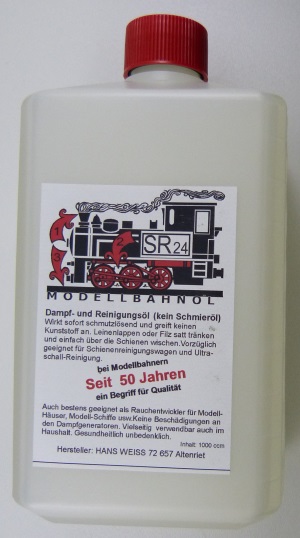 SR24
MODELLBAHNÖL
Dampf- und Reinigungsöl (kein Schmieröl)
Wirkt sofort schmutzlösend und greift keinen
Kunststoff an. Leinenlappen oder Filz satt tränken
und einfach über die Schienen wischen.Vorzüglich
geeignet für Schienenreinigungswagen und Ultra-
schall-Reinigung.
bei Modellbahnern
Seit 50 Jahren
ein Begriff für Qualität
Auch bestens geeignet als Rauchentwickler für Modell-
Häuser, Modell-Schiffe usw.Keine Beschädigungen an
den Dampfgeneratoren. Vielseitig verwendbar auch im
Haushalt. Gesundheitlich unbedenklich.
Inhalt: 1000 ccm
Hersteller: HANS WEISS 72 657 Altenriet